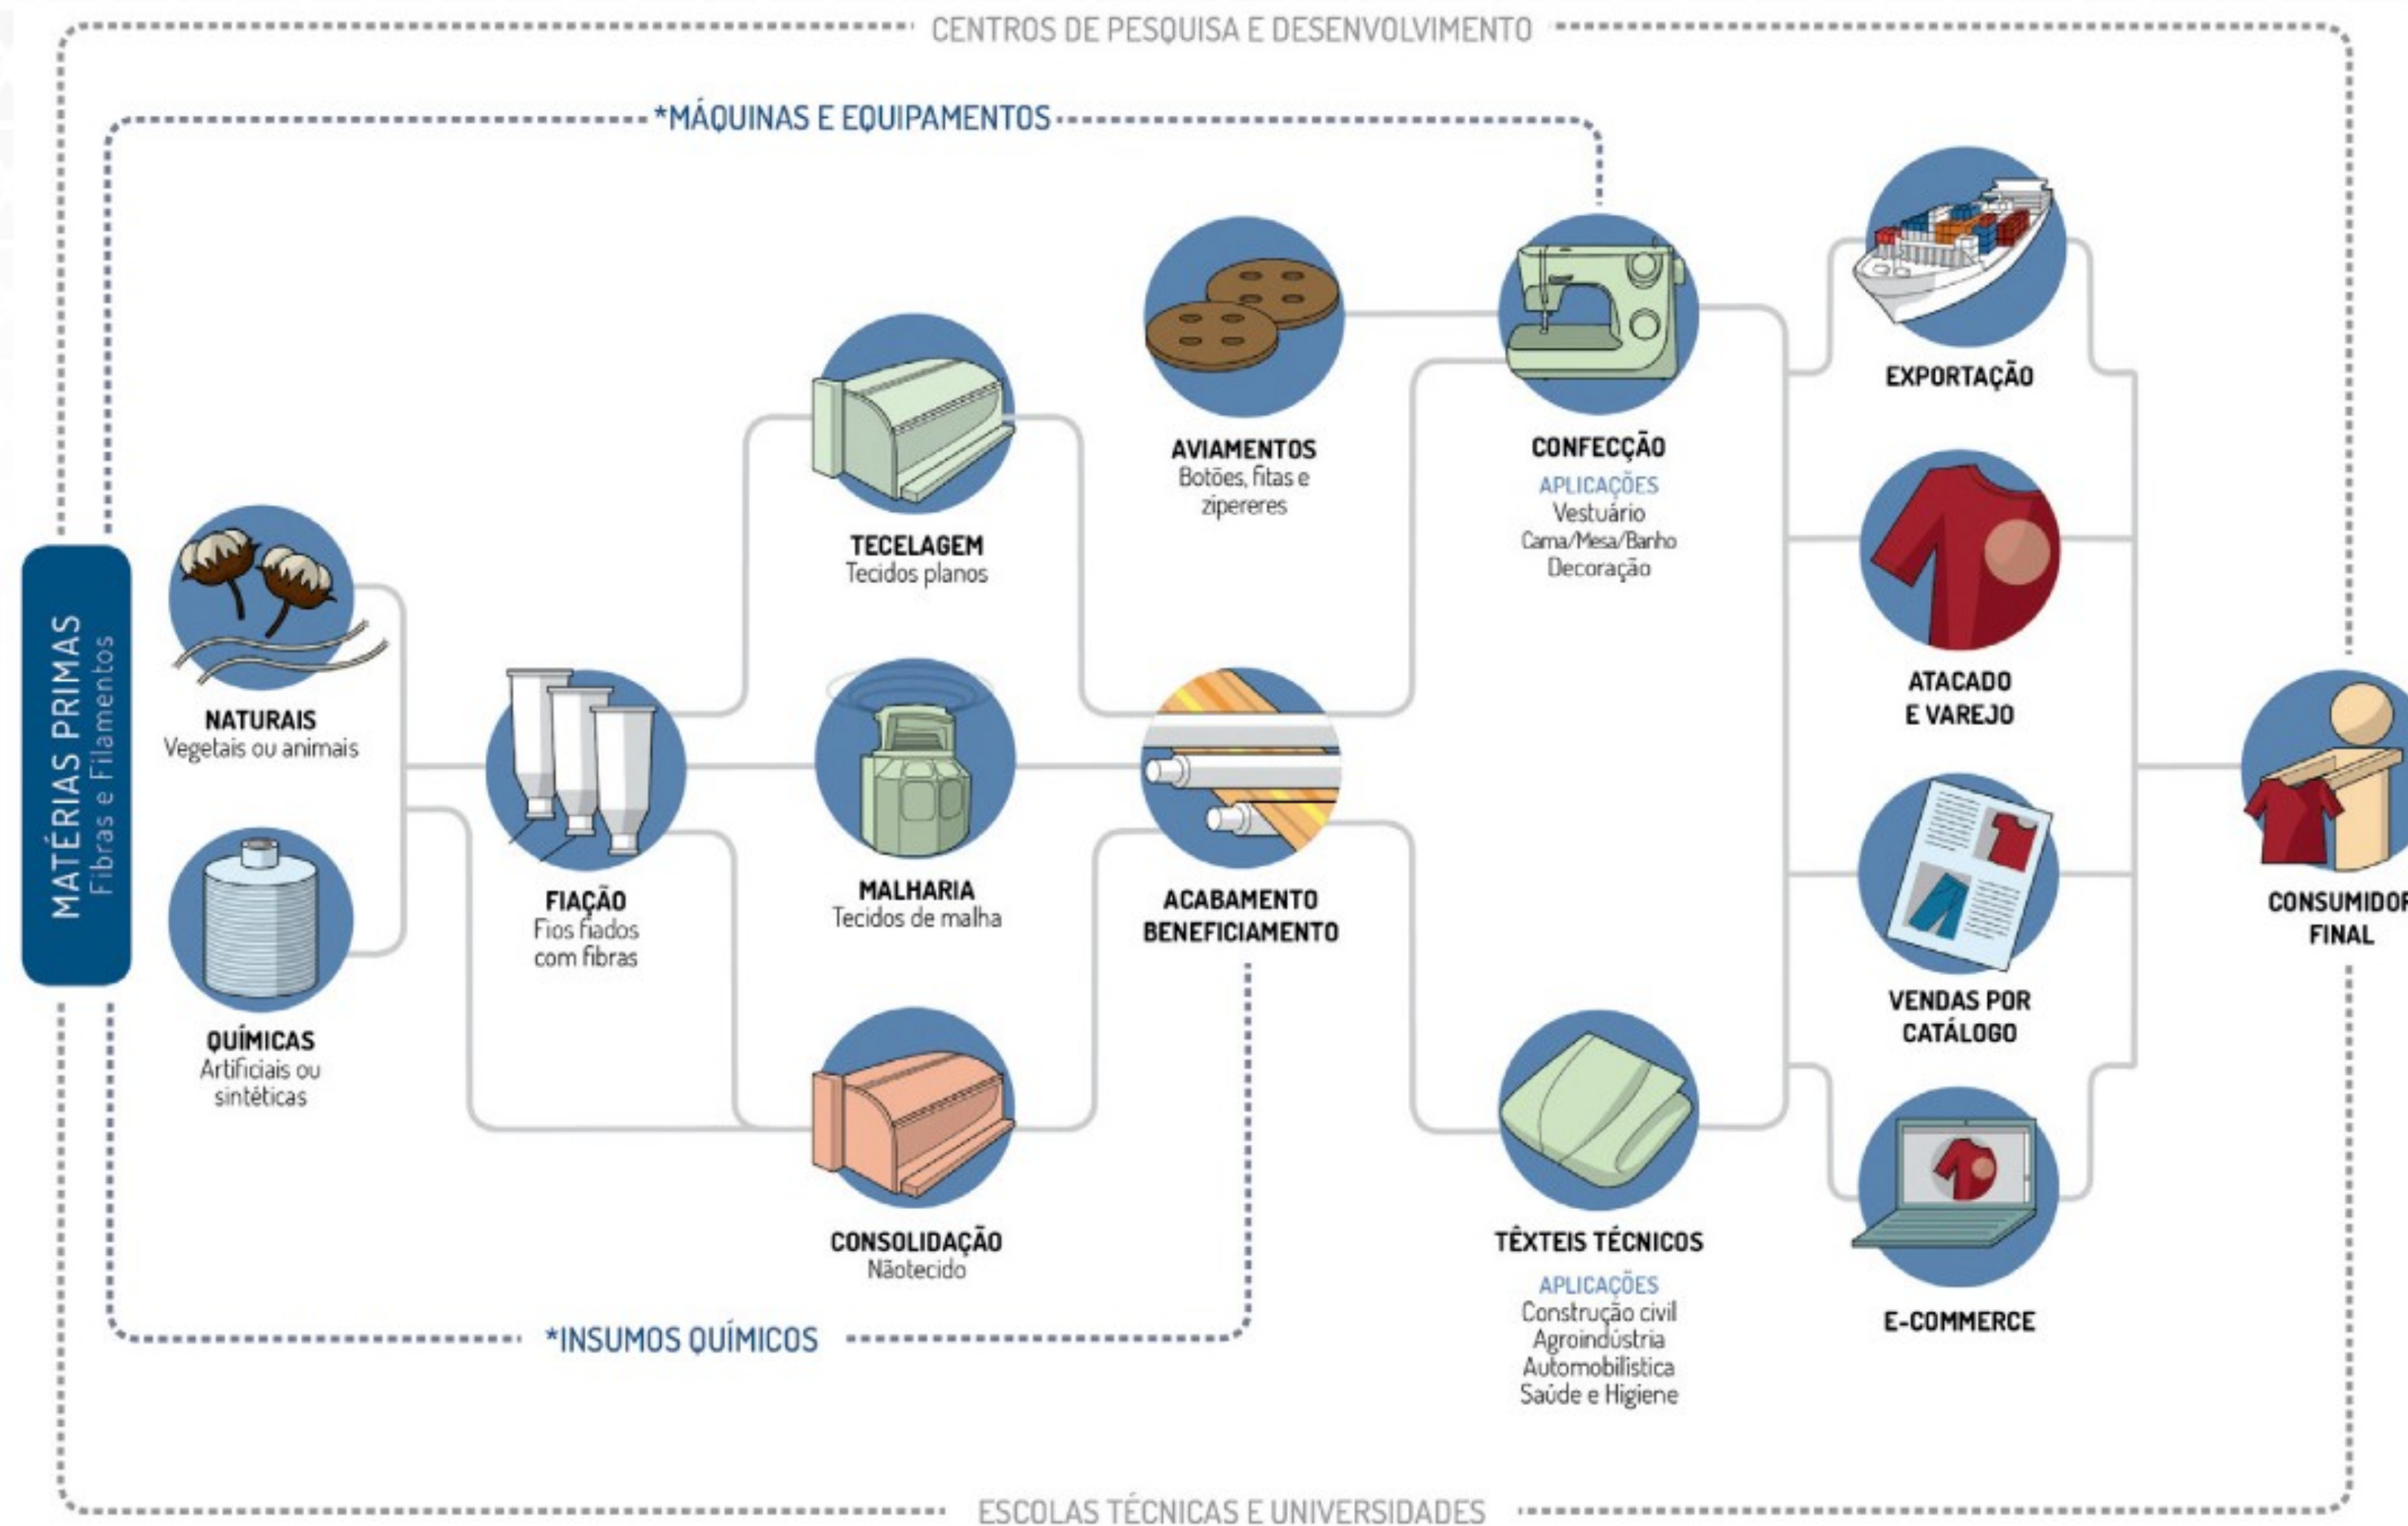 CENTROS DE PESQUISA E DESENVOLVIMENTO
*MÁQUINAS E EQUIPAMENTOS
MATÉRIAS PRIMAS
Fibras e Filamentos
NATURAIS
Vegetais ou animais
QUÍMICAS
Artificiais ou
sintéticas
FIAÇÃO
Fios fiados
com fibras
TECELAGEM
Tecidos planos
MALHARIA
Tecidos de malha
CONSOLIDAÇÃO
Nãotecido
AVIAMENTOS
Botões, fitas e
zípereres
ACABAMENTO
BENEFICIAMENTO
CONFECÇÃO
APLICAÇÕES
Vestuário
Cama/Mesa/Banho
Decoração
TÊXTEIS TÉCNICOS
APLICAÇÕES
Construção civil
Agroindústria
Automobilística
Saúde e Higiene
EXPORTAÇÃO
ATACADO
E VAREJO
VENDAS POR
CATÁLOGO
E-COMMERCE
CONSUMIDOR
FINAL
*INSUMOS QUÍMICOS
ESCOLAS TÉCNICAS E UNIVERSIDADES